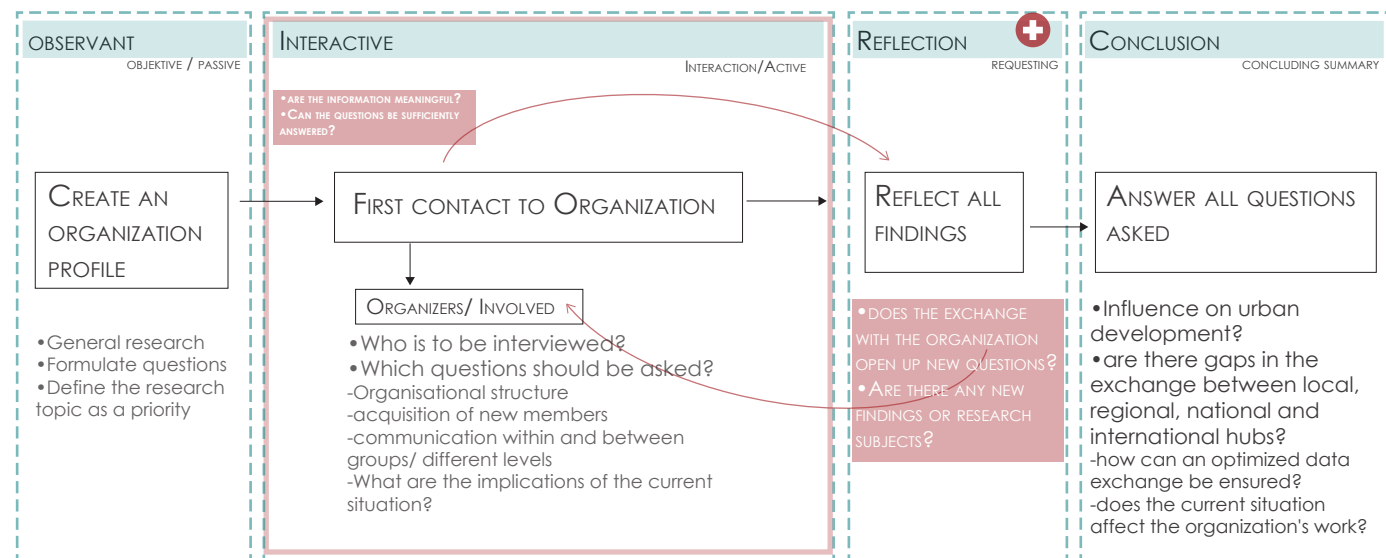 OBSERVANT
OBJEKTIVE / PASSIVE
CREATE AN
ORGANIZATION
PROFILE
•General research
•Formulate questions
•Define the research
topic as a priority
INTERACTIVE
INTERACTION/ACTIVE
•ARE THE INFORMATION MEANINGFUL?
•CAN THE QUESTIONS BE SUFFICIENTLY
ANSWERED?
FIRST CONTACT TO ORGANIZATION
ORGANIZERS/ INVOLVED
•Who is to be interviewed?
•Which questions should be asked?
-Organisational structure
-acquisition of new members
-communication within and between
groups/ different levels
-What are the implications of the current
situation?
REFLECTION
REQUESTING
REFLECT ALL
FINDINGS
•DOES THE EXCHANGE
WITH THE ORGANIZATION
OPEN UP NEW QUESTIONS?
•ARE THERE ANY NEW
FINDINGS OR RESEARCH
SUBJECTS?
CONCLUSION
CONCLUDING SUMMARY
ANSWER ALL QUESTIONS
ASKED
•Influence on urban
development?
•are there gaps in the
exchange between local,
regional, national and
international hubs?
-how can an optimized data
exchange be ensured?
-does the current situation
affect the organization's work?